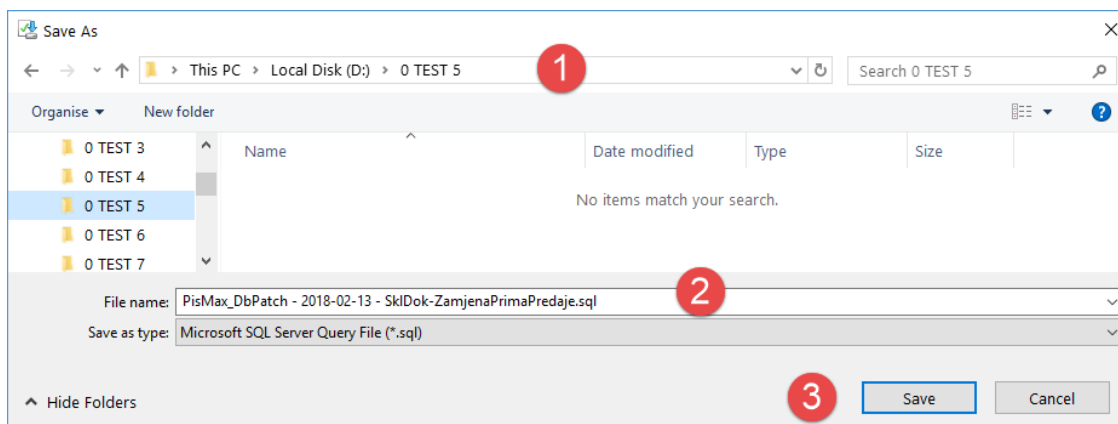 Save As
This PC > Local Disk (D:) > 0 TEST 5
1
Search 0 TEST 5
Organise
New folder
?
0 TEST 3
0 TEST 4
0 TEST 5
0 TEST 6
0 TEST 7
Name
Date modified
Type
Size
No items match your search.
File name: PisMax_DbPatch - 2018-02-13 - SklDok-ZamjenaPrimaPredaje.sql
2
Save as type: Microsoft SQL Server Query File (*.sql)
Hide Folders
3
Save
Cancel